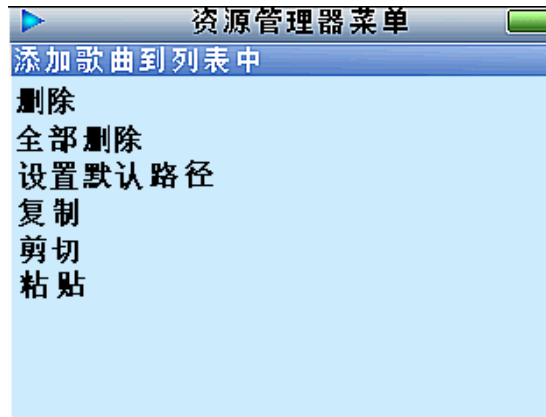 资源管理器菜单
添加歌曲到列表中
删除
全部删除
设置默认路径
复制
剪切
粘贴